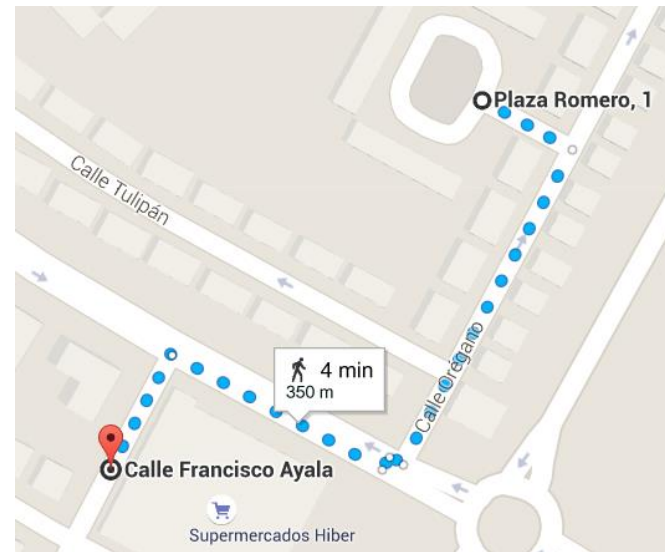 Plaza Romero, 1
Calle Tulipán
Calle Orégano
4 min
350 m
Calle Francisco Ayala
Supermercados Hiber